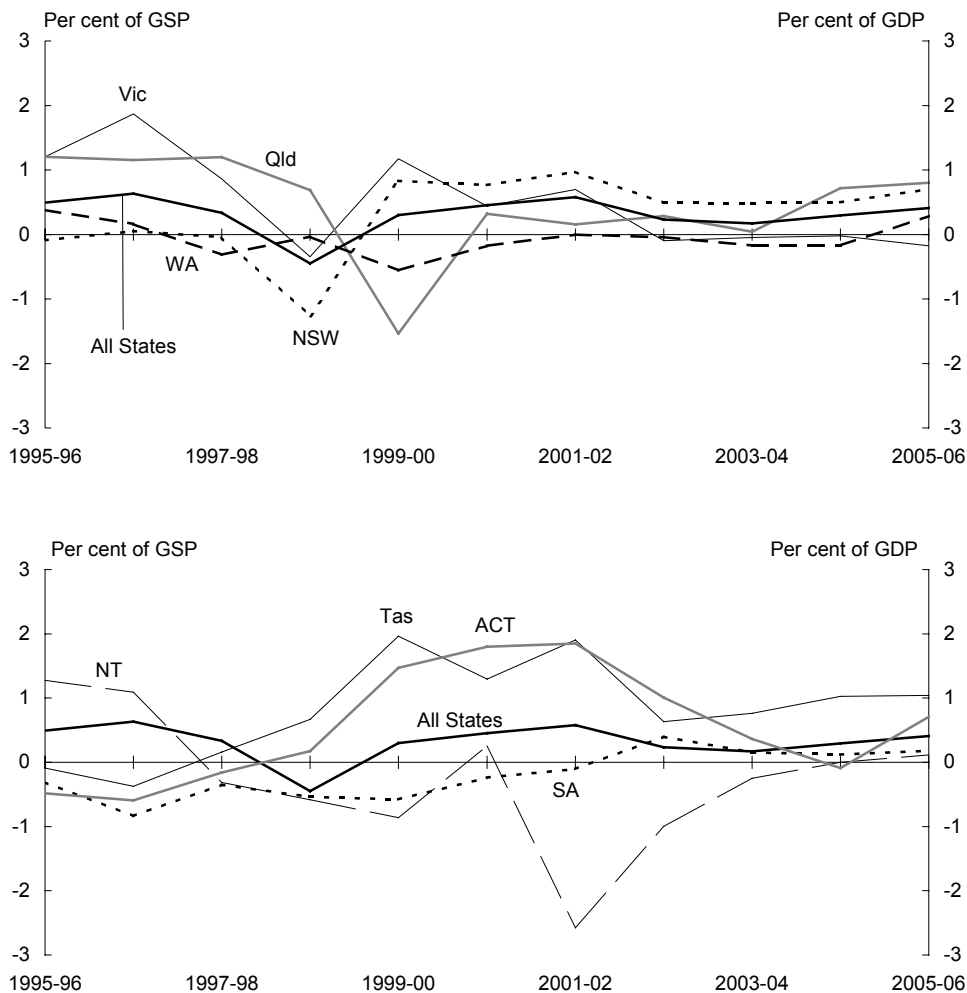 Per cent of GSP Per cent of GDP
3 3
Vic
2 2
Qld
1 1
0 0
WA
-1 -1
NSW
All States
-2 -2
-3 -3
1995-96 1997-98 1999-00 2001-02 2003-04 2005-06
Per cent of GSP Per cent of GDP
3 3
Tas ACT
2 2
NT
1 1
All States
0 0
SA
-1 -1
-2 -2
-3 -3
1995-96 1997-98 1999-00 2001-02 2003-04 2005-06